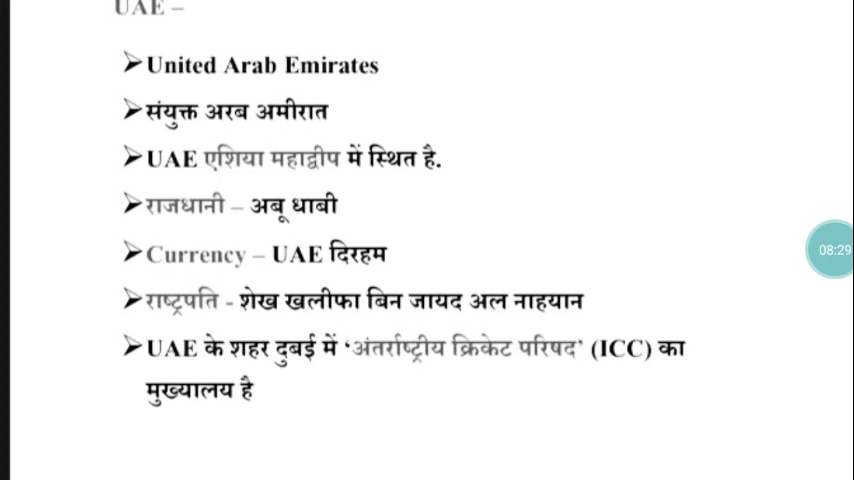 UAE –
➢United Arab Emirates
➢संयुक्त अरब अमीरात
➢UAE एशिया महाद्वीप में स्थित है.
➢राजधानी – अबू धाबी
➢Currency – UAE दिरहम
➢राष्ट्रपति - शेख खलीफा बिन जायद अल नाहयान
➢UAE के शहर दुबई में ‘अंतर्राष्ट्रीय क्रिकेट परिषद’ (ICC) का
मुख्यालय है
08:29